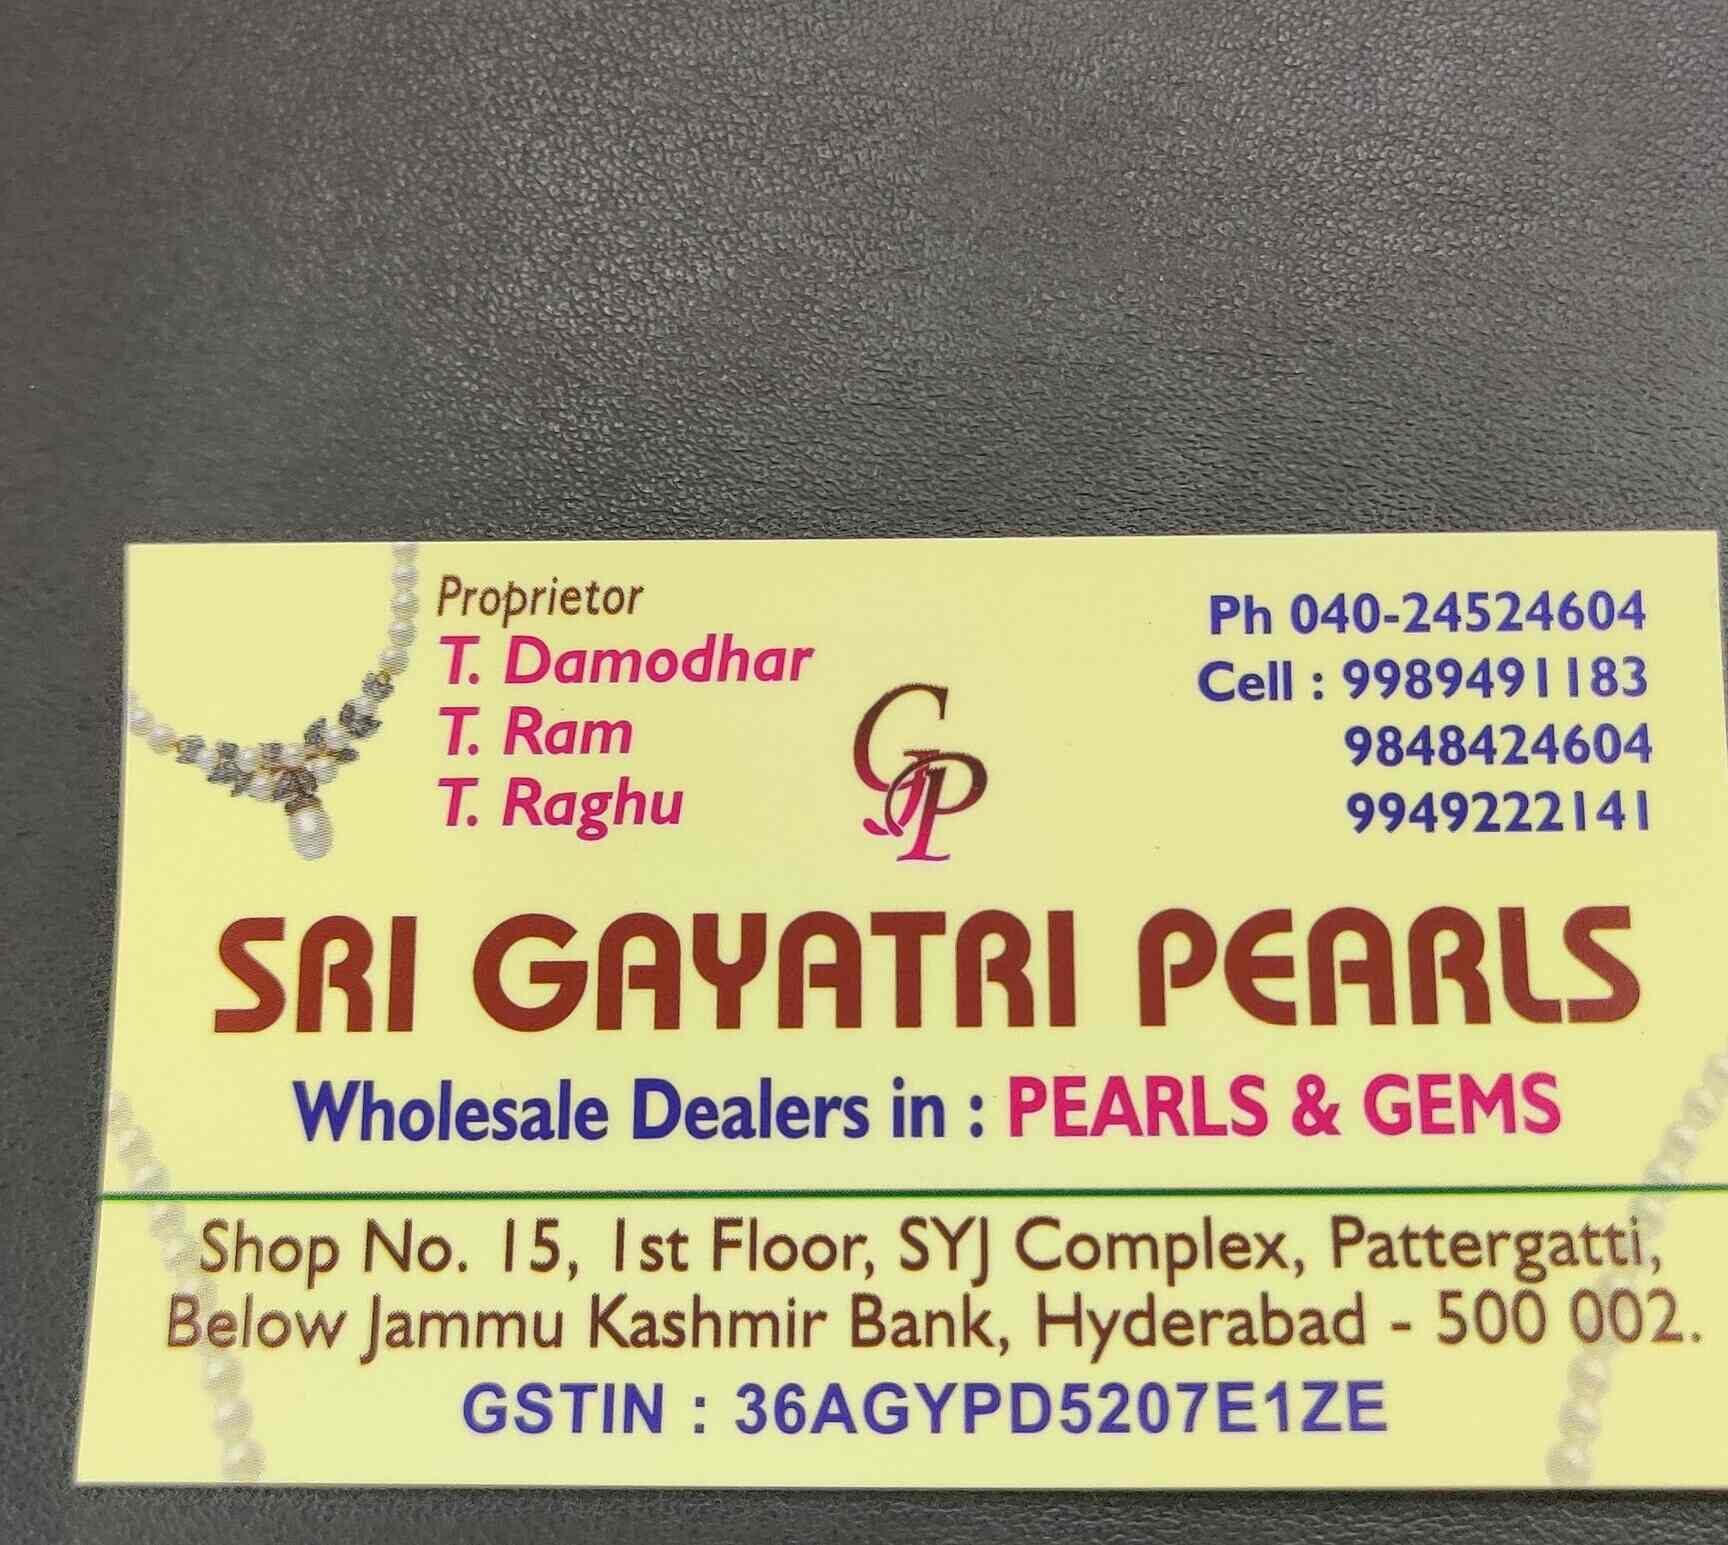 Proprietor
T. Damodhar
T. Ram
T. Raghu
GP
Ph 040-24524604
Cell : 9989491183
9848424604
9949222141
SRI GAYATRI PEARLS
Wholesale Dealers in : PEARLS & GEMS
Shop No. 15, 1st Floor, SYJ Complex, Pattergatti,
Below Jammu Kashmir Bank, Hyderabad - 500 002.
GSTIN : 36AGYPD5207E1ZE